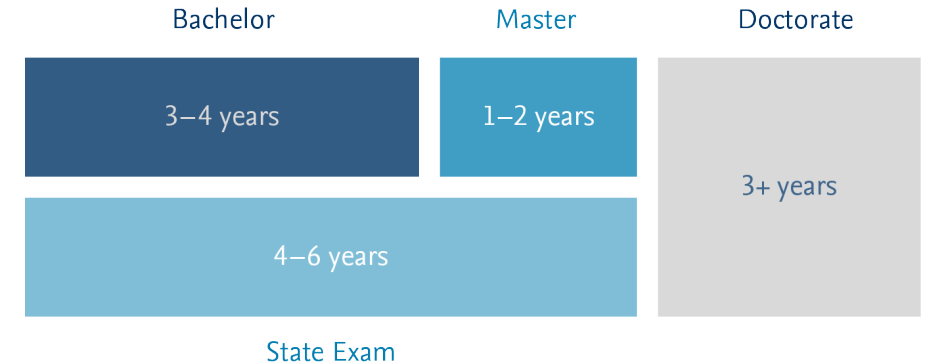 Bachelor
Master
Doctorate
3–4 years
1–2 years
3+ years
4–6 years
State Exam